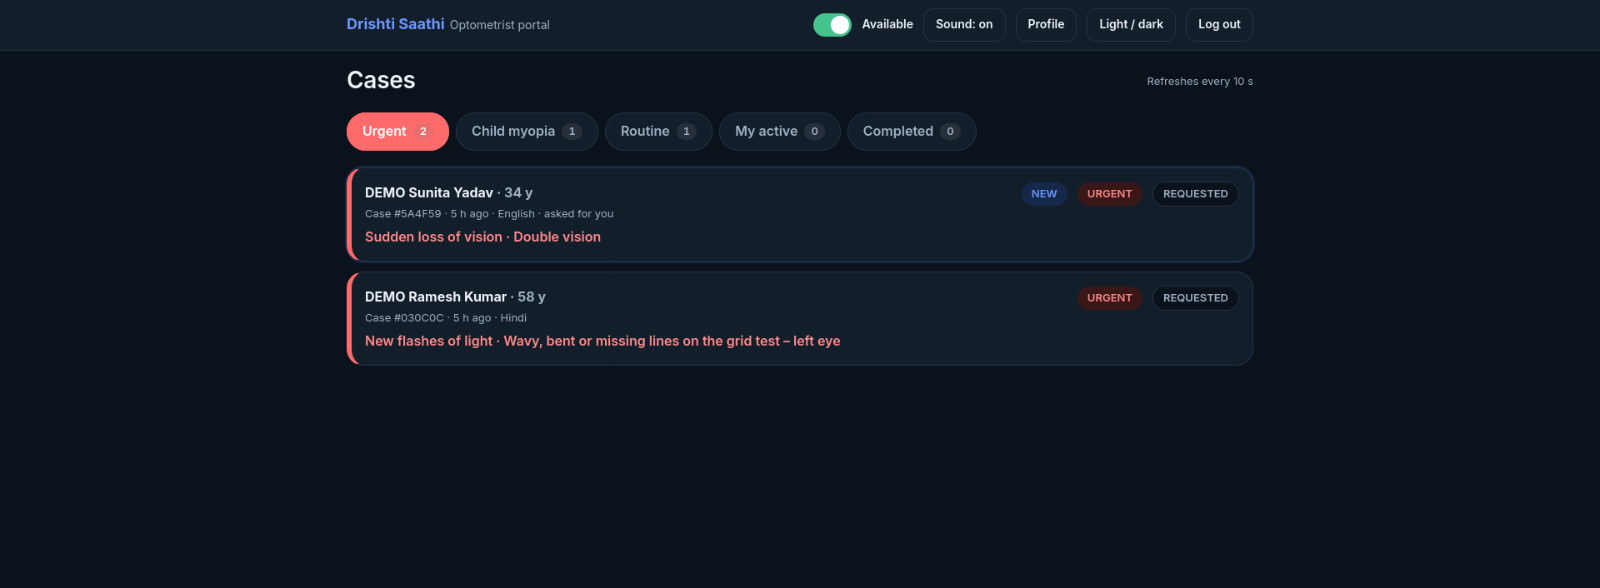 Drishti Saathi Optometrist portal
Available
Sound: on
Profile
Light / dark
Log out
Cases
Refreshes every 10 s
Urgent 2
Child myopia 1
Routine 1
My active 0
Completed 0
DEMO Sunita Yadav · 34 y
NEW
URGENT
REQUESTED
Case #5A4F59 · 5 h ago · English · asked for you
Sudden loss of vision · Double vision
DEMO Ramesh Kumar · 58 y
URGENT
REQUESTED
Case #030C0C · 5 h ago · Hindi
New flashes of light · Wavy, bent or missing lines on the grid test – left eye